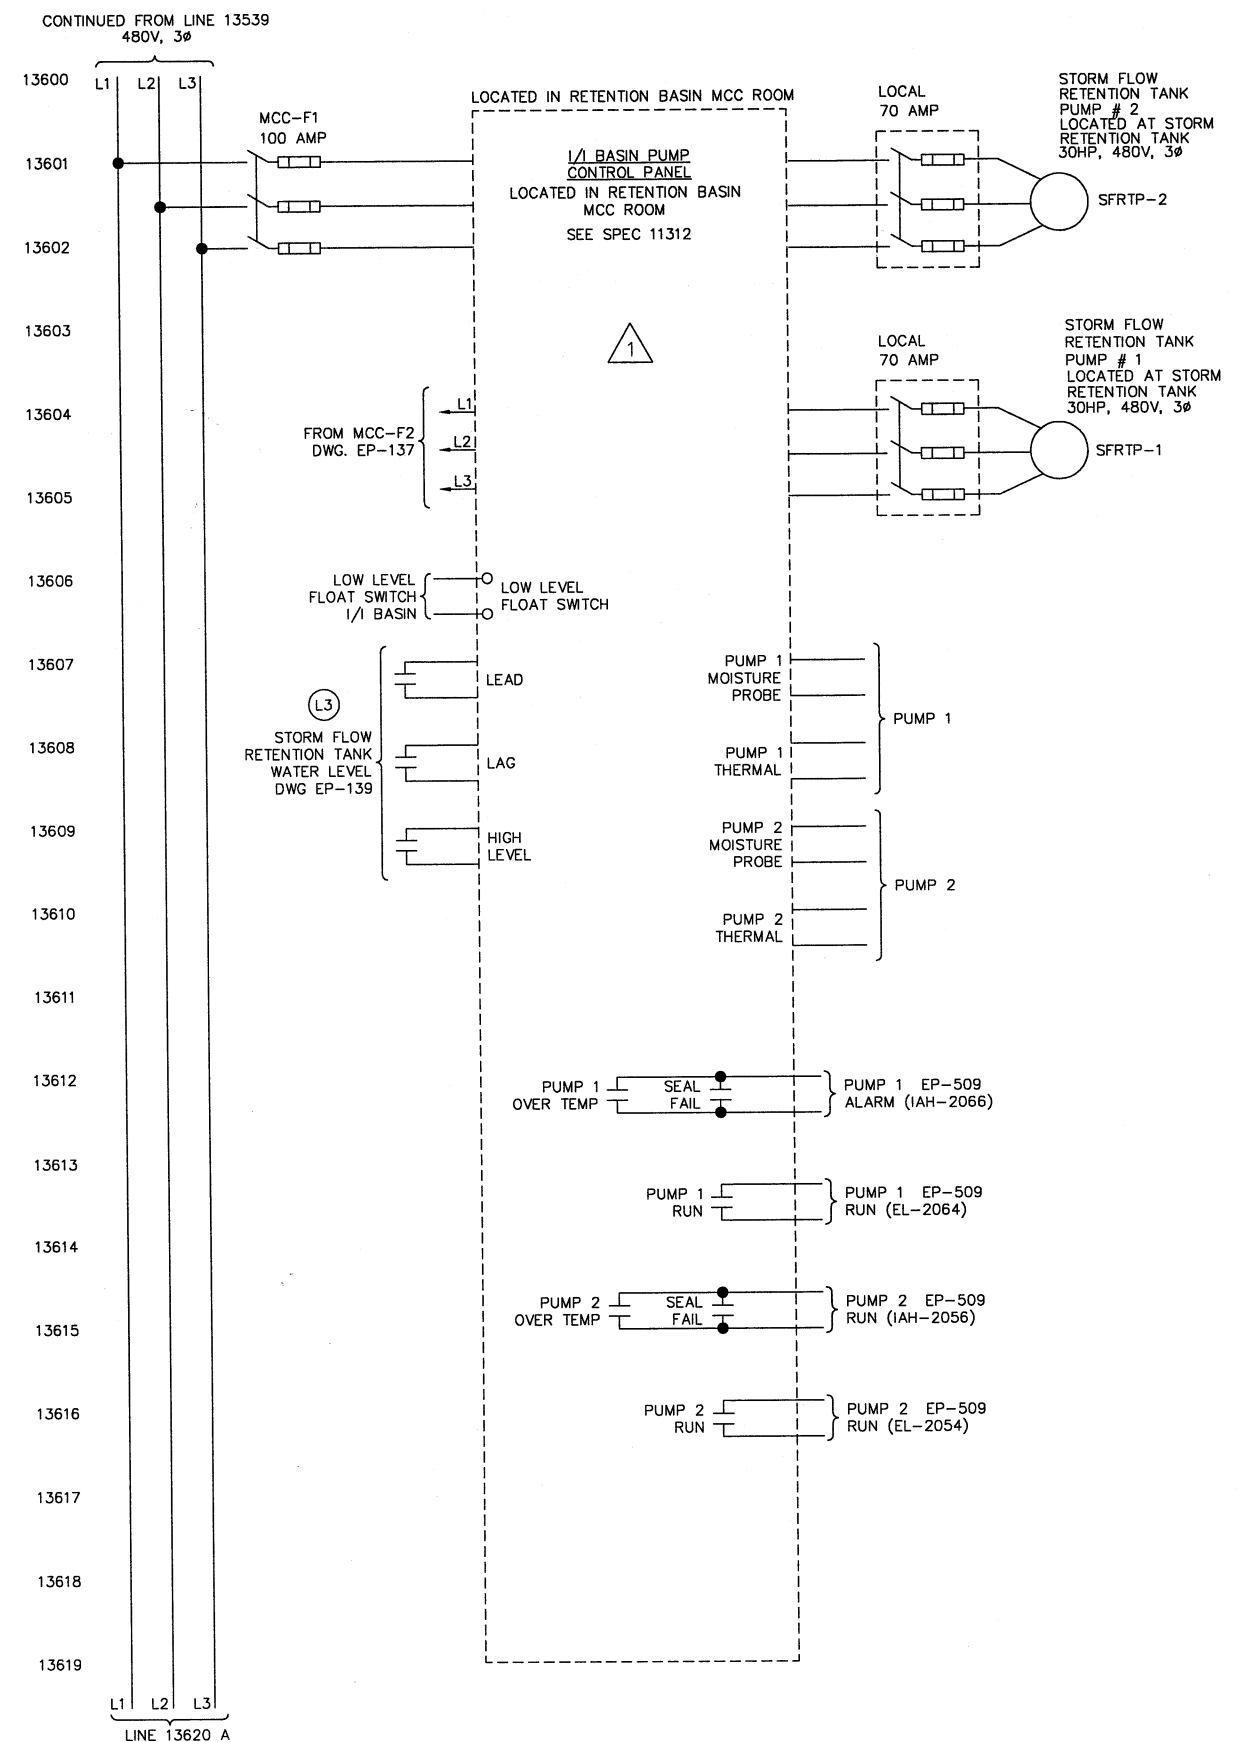 CONTINUED FROM LINE 13539
480V, 3ø
13600
L1
L2
L3
MCC-F1
100 AMP
LOCATED IN RETENTION BASIN MCC ROOM
LOCAL
70 AMP
STORM FLOW
RETENTION TANK
PUMP # 2
LOCATED AT STORM
RETENTION TANK
30HP, 480V, 3ø
13601
I/I BASIN PUMP
CONTROL PANEL
LOCATED IN RETENTION BASIN
MCC ROOM
SEE SPEC 11312
SFRTP-2
13602
13603
1
LOCAL
70 AMP
STORM FLOW
RETENTION TANK
PUMP # 1
LOCATED AT STORM
RETENTION TANK
30HP, 480V, 3ø
13604
FROM MCC-F2
DWG. EP-137
L1
L2
L3
SFRTP-1
13605
13606
LOW LEVEL
FLOAT SWITCH
I/I BASIN
LOW LEVEL
FLOAT SWITCH
13607
LEAD
PUMP 1
MOISTURE
PROBE
PUMP 1
L3
STORM FLOW
RETENTION TANK
WATER LEVEL
DWG EP-139
13608
LAG
PUMP 1
THERMAL
13609
HIGH
LEVEL
PUMP 2
MOISTURE
PROBE
PUMP 2
13610
PUMP 2
THERMAL
13611
13612
PUMP 1
OVER TEMP
SEAL
FAIL
PUMP 1 EP-509
ALARM (IAH-2066)
13613
PUMP 1
RUN
PUMP 1 EP-509
RUN (EL-2064)
13614
PUMP 2
OVER TEMP
SEAL
FAIL
PUMP 2 EP-509
RUN (IAH-2056)
13615
13616
PUMP 2
RUN
PUMP 2 EP-509
RUN (EL-2054)
13617
13618
13619
L1
L2
L3
LINE 13620 A